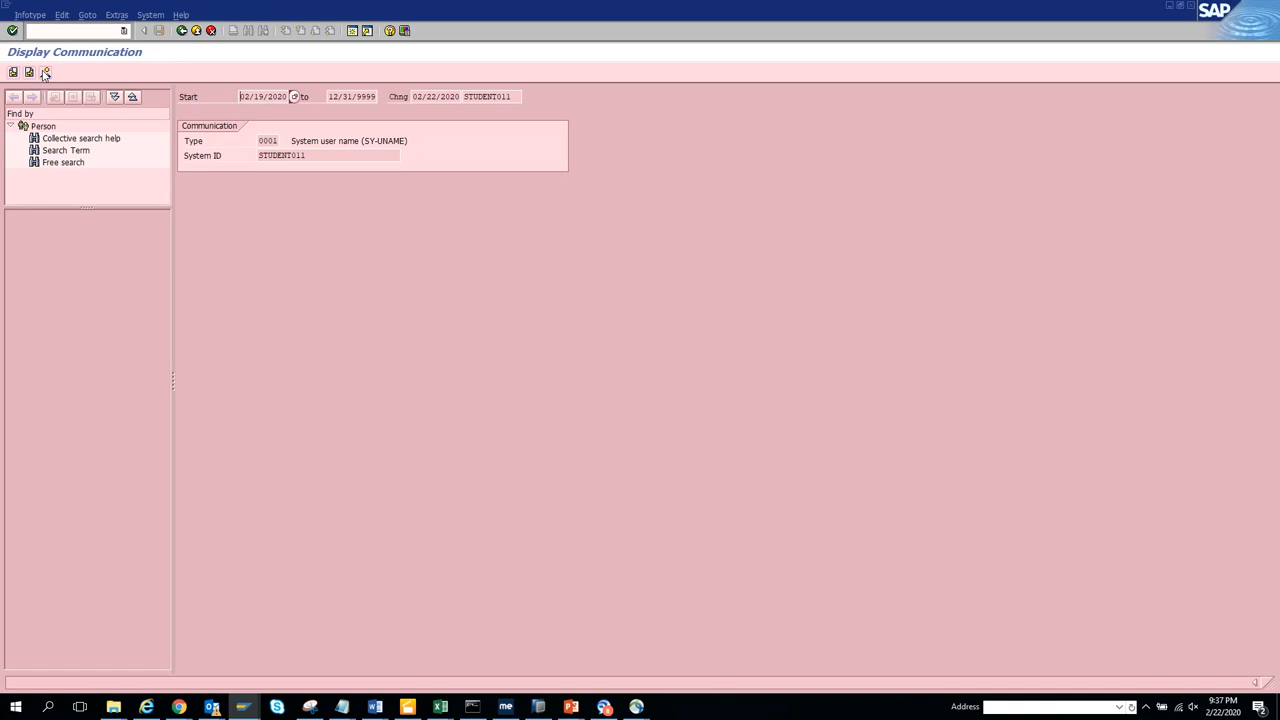 Infotype Edit Goto Extras System Help
SAP
Display Communication
Start 02/19/2020 to 12/31/9999 Chng 02/22/2020 STUDENT011
Find by
Person
Collective search help
Search Term
Free search
Communication
Type 0001 System user name (SY-UNAME)
System ID STUDENT011
Address
9:37 PM
2/22/2020